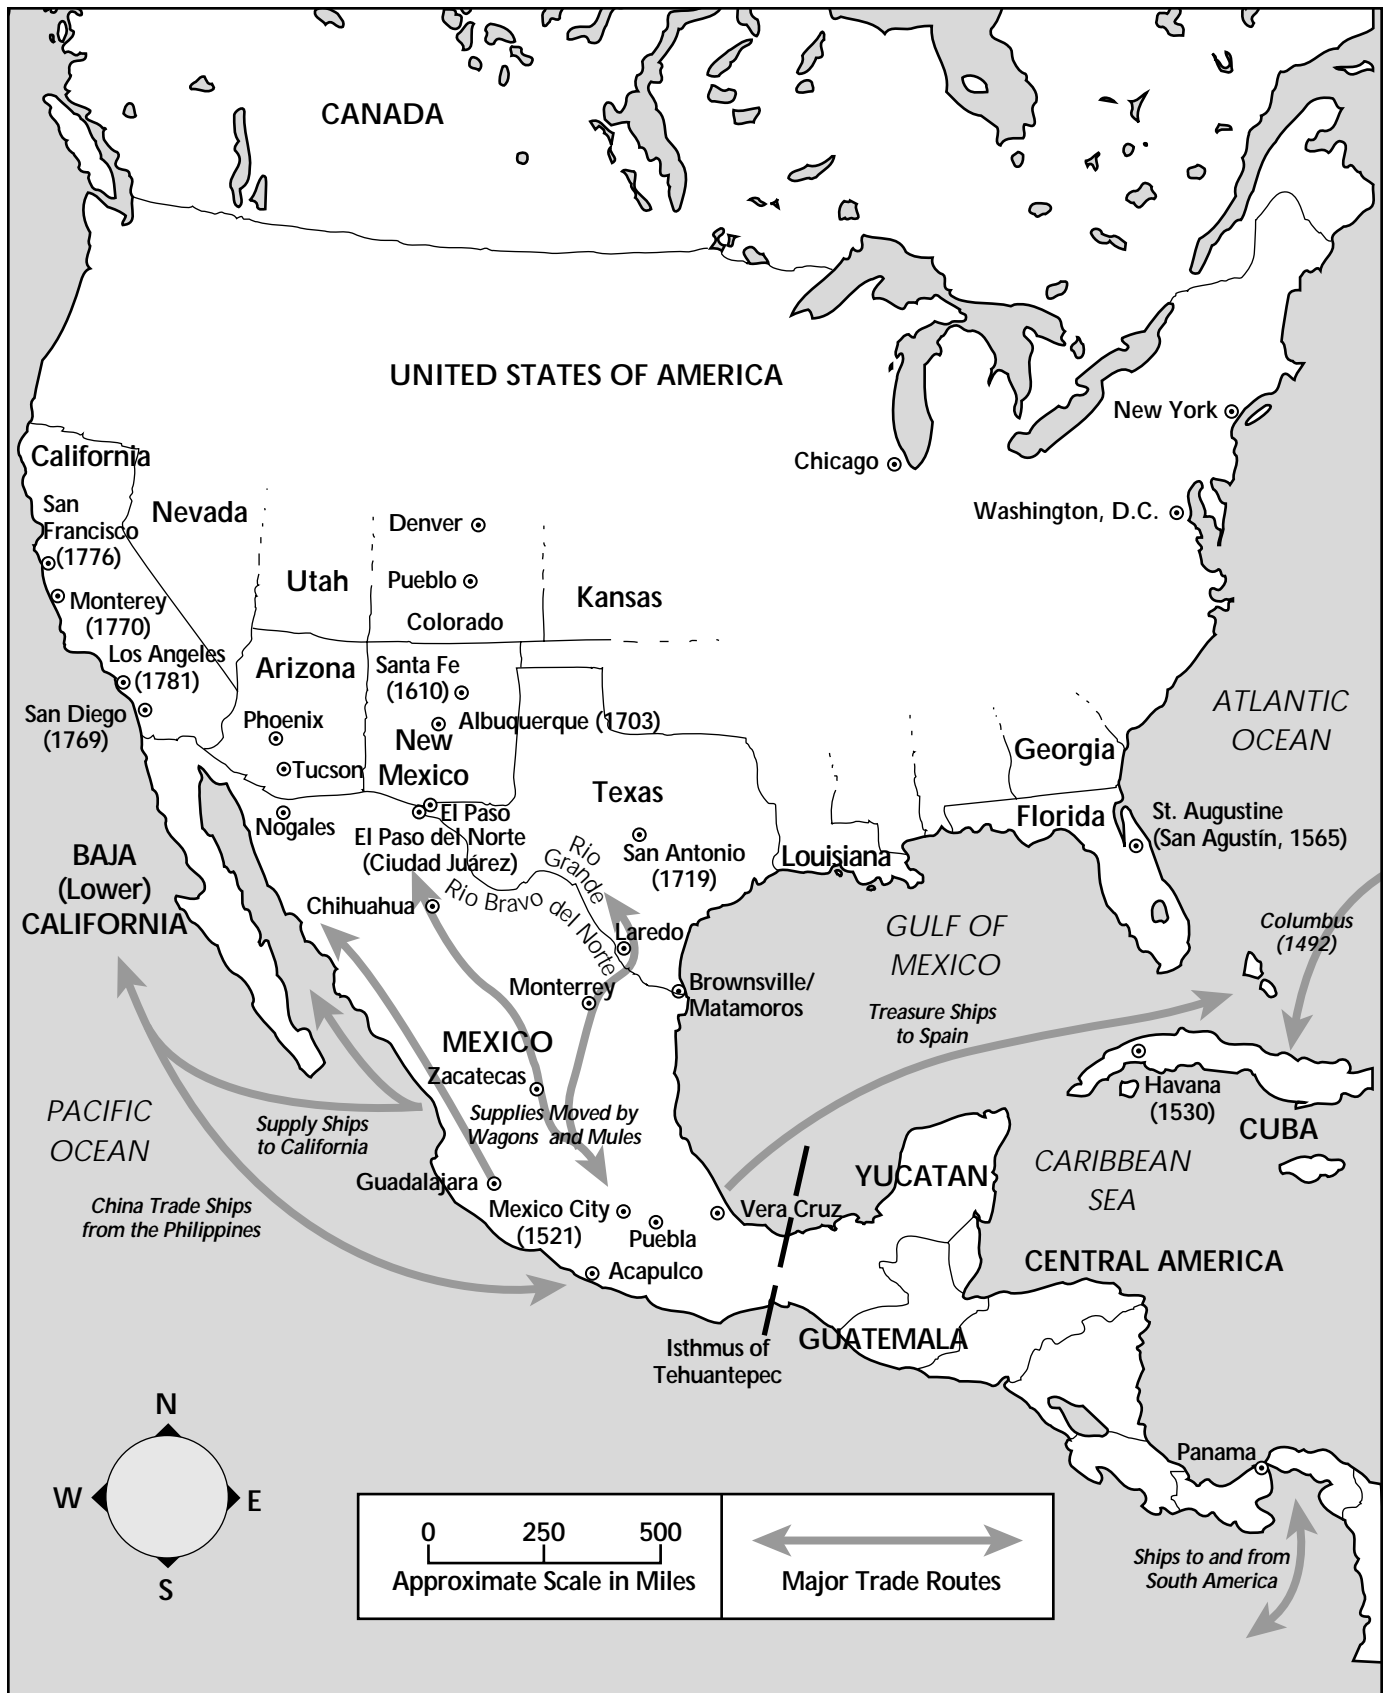 CANADA
UNITED STATES OF AMERICA
New York
Chicago
California
Washington, D.C.
San
Francisco
(1776)
Nevada
Denver
Utah
Pueblo
Kansas
Monterey
(1770)
Colorado
Los Angeles
(1781)
Arizona
Santa Fe
(1610)
San Diego
(1769)
Phoenix
Albuquerque (1703)
New
Mexico
Tucson
ATLANTIC
OCEAN
Georgia
Texas
Nogales
El Paso
El Paso del Norte
(Ciudad Juárez)
Florida
St. Augustine
(San Agustín, 1565)
BAJA
(Lower)
CALIFORNIA
Rio
Grande
San Antonio
(1719)
Louisiana
Chihuahua
Rio Bravo del Norte
Laredo
GULF OF
MEXICO
Columbus
(1492)
Monterrey
Brownsville/
Matamoros
Treasure Ships
to Spain
MEXICO
Zacatecas
Havana
(1530)
CUBA
PACIFIC
OCEAN
Supply Ships
to California
Supplies Moved by
Wagons and Mules
CARIBBEAN
SEA
YUCATAN
Guadalajara
China Trade Ships
from the Philippines
Mexico City
(1521)
Puebla
Vera Cruz
Acapulco
CENTRAL AMERICA
Isthmus of
Tehuantepec
GUATEMALA
N
W
E
S
Panama
0 250 500
Approximate Scale in Miles
Major Trade Routes
Ships to and from
South America